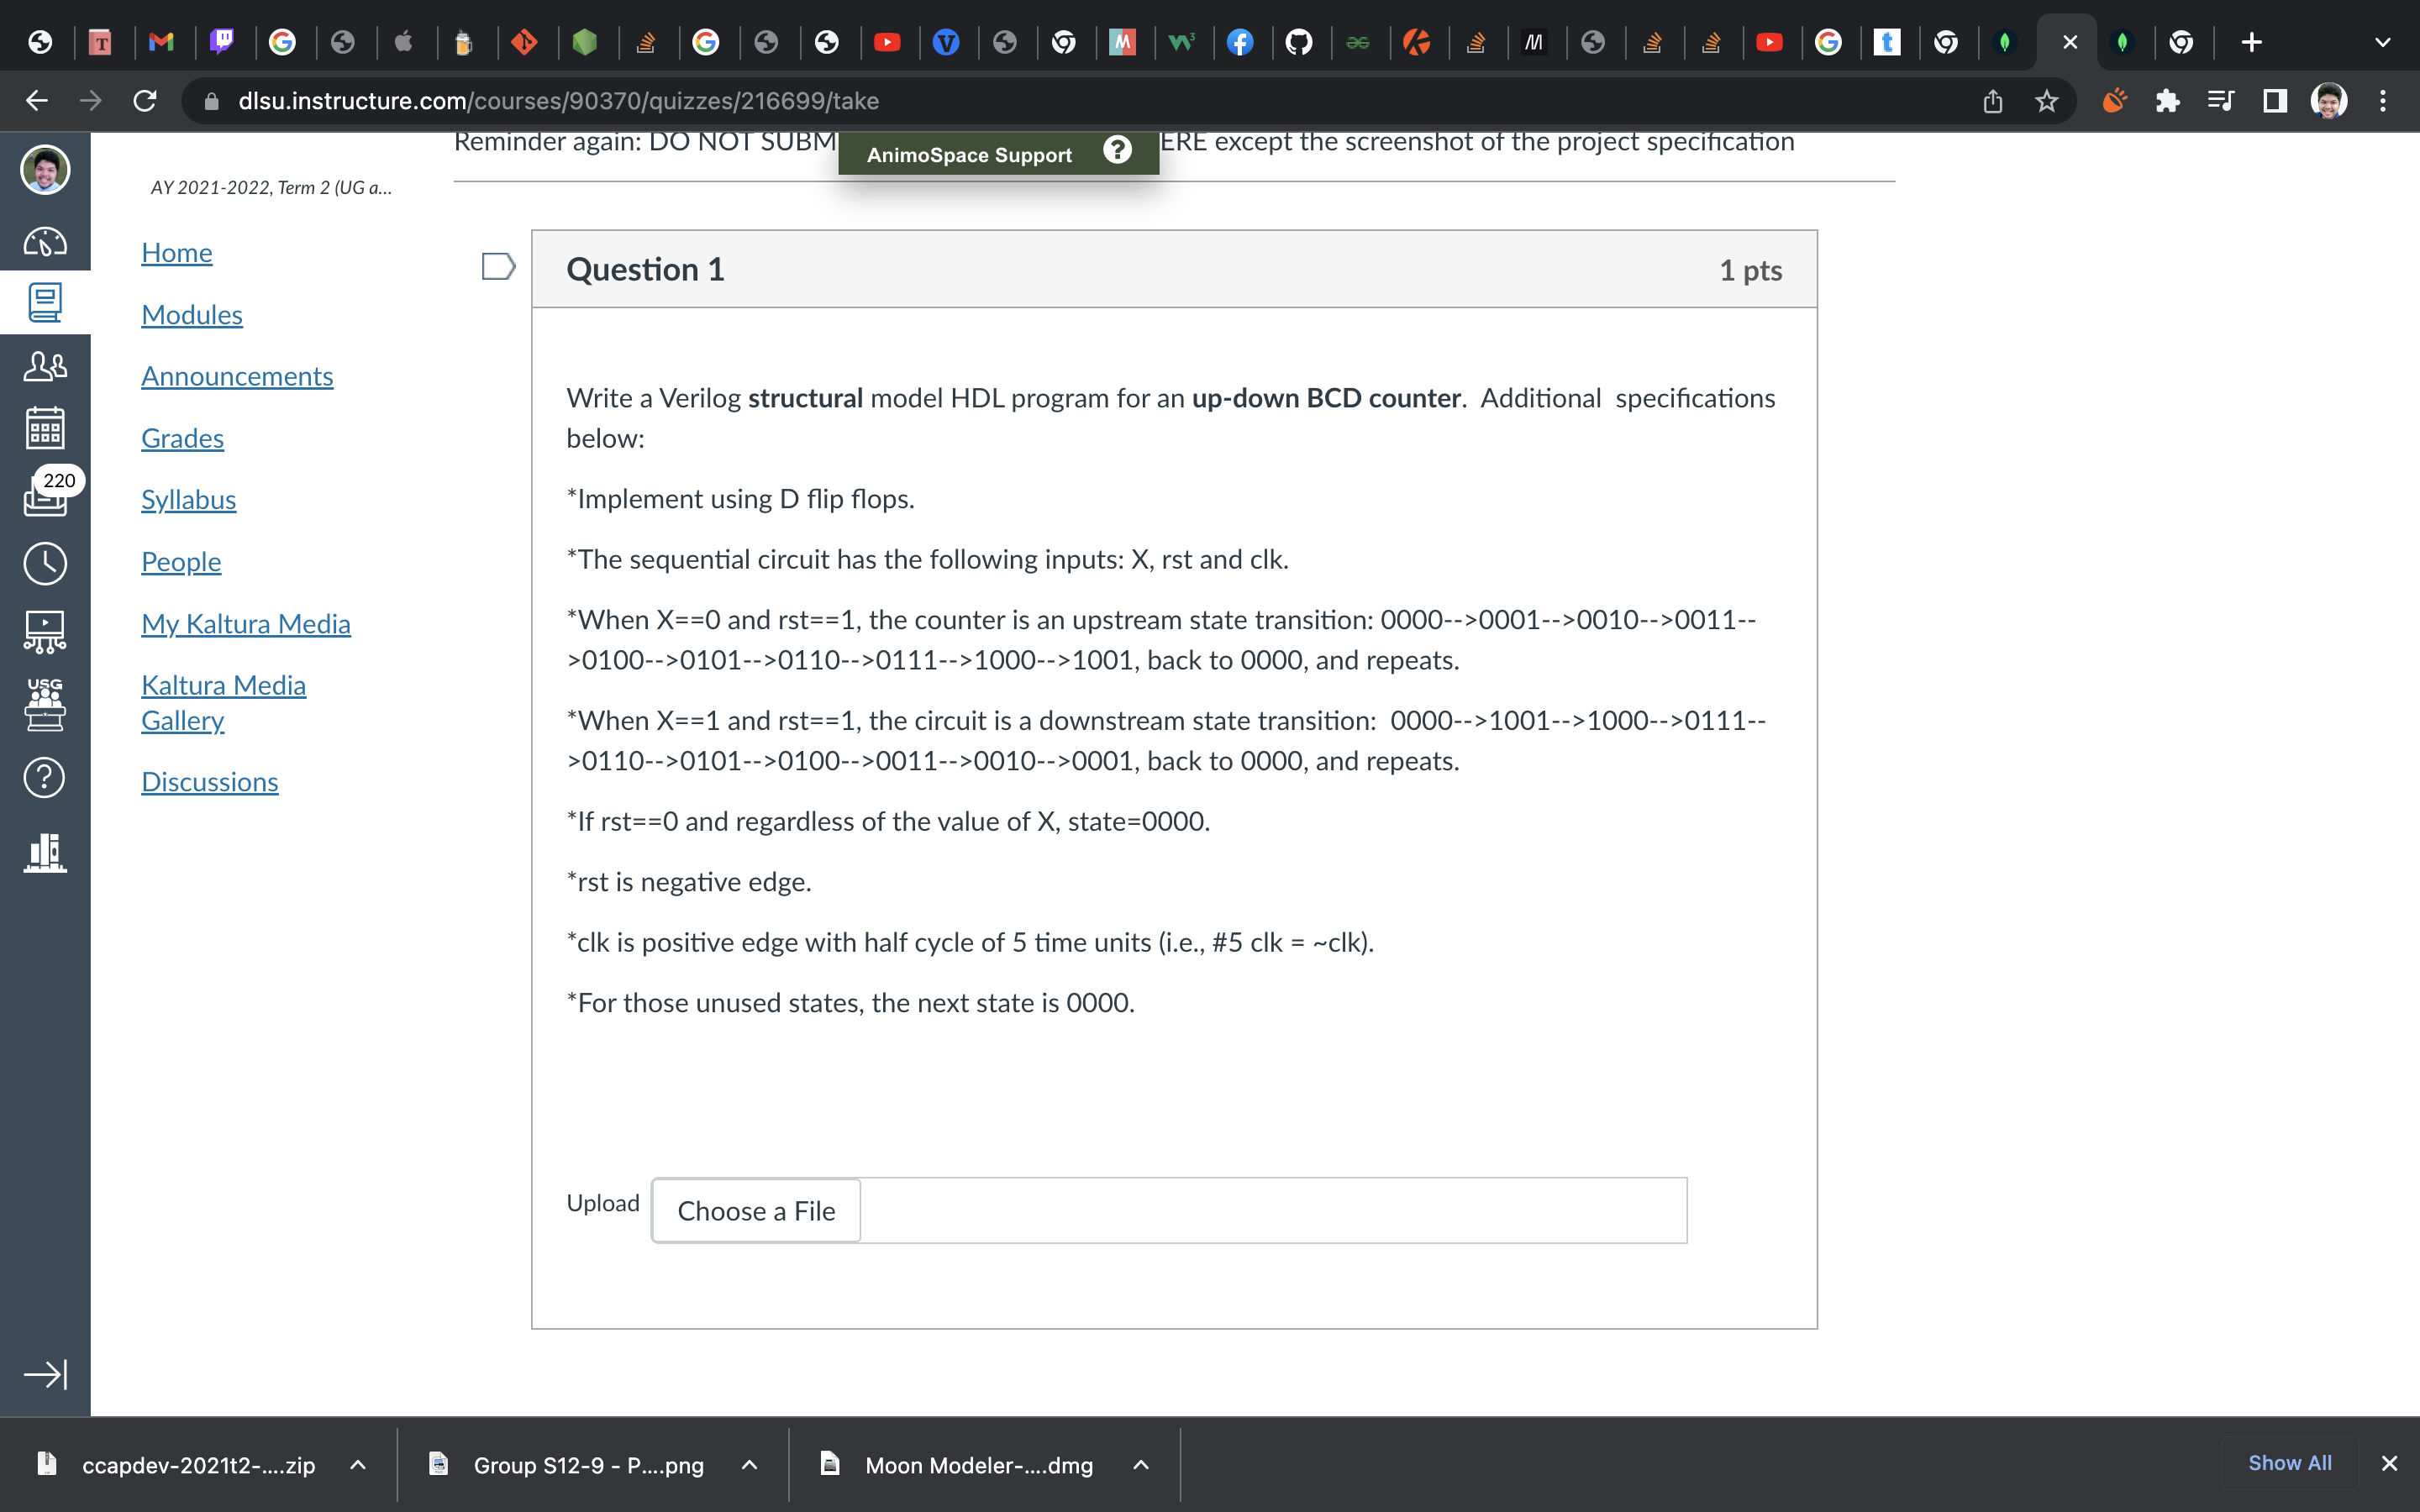 dlsu.instructure.com/courses/90370/quizzes/216699/take
Reminder again: DO NOT SUBM
ERE except the screenshot of the project specification
AnimoSpace Support ?
AY 2021-2022, Term 2 (UG a...
Home
Modules
Announcements
Grades
220
Syllabus
People
My Kaltura Media
USG
Kaltura Media
Gallery
Discussions
Question 1
1 pts
Write a Verilog structural model HDL program for an up-down BCD counter. Additional specifications
below:
*Implement using D flip flops.
*The sequential circuit has the following inputs: X, rst and clk.
*When X==0 and rst==1, the counter is an upstream state transition: 0000-->0001-->0010-->0011--
>0100-->0101-->0110-->0111-->1000-->1001, back to 0000, and repeats.
*When X==1 and rst==1, the circuit is a downstream state transition: 0000-->1001-->1000-->0111--
>0110-->0101-->0100-->0011-->0010-->0001, back to 0000, and repeats.
*If rst==0 and regardless of the value of X, state=0000.
*rst is negative edge.
*clk is positive edge with half cycle of 5 time units (i.e., #5 clk = ~clk).
*For those unused states, the next state is 0000.
Upload
Choose a File
ccapdev-2021t2-....zip
Group S12-9 - P....png
Moon Modeler-....dmg
Show All